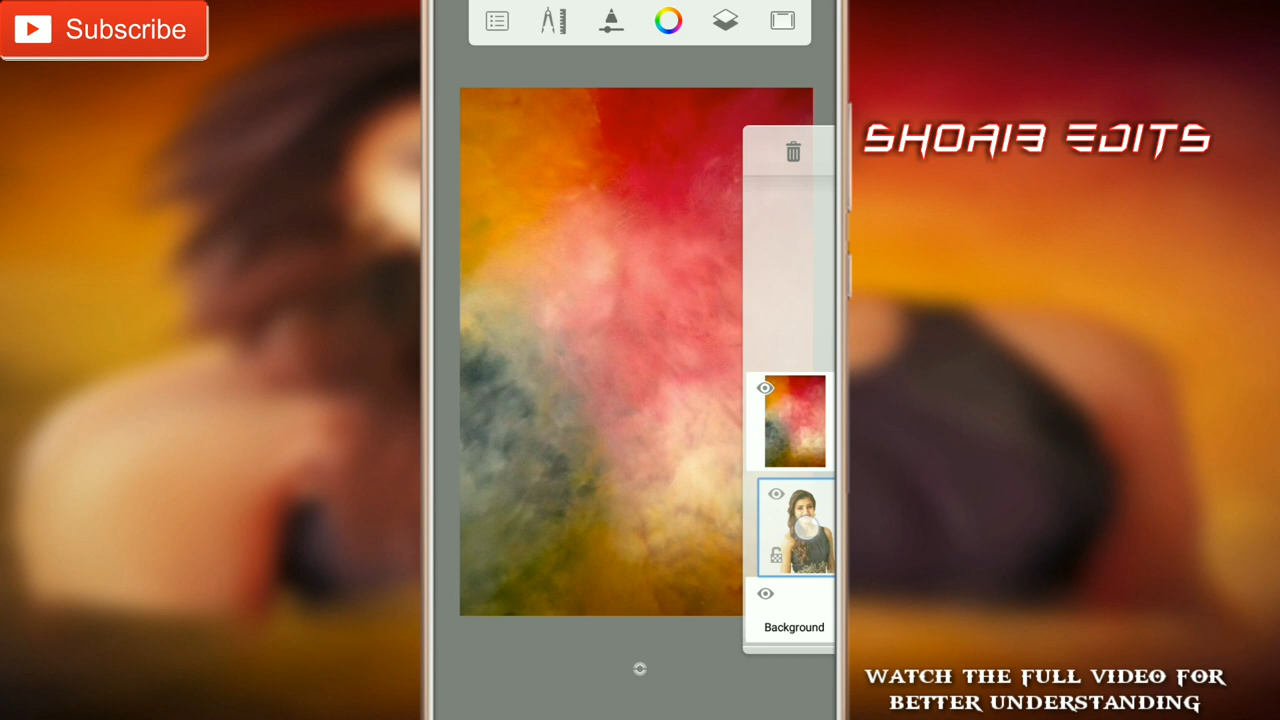 Subscribe
SHOAIB EDITS
Background
WATCH THE FULL VIDEO FOR
BETTER UNDERSTANDING